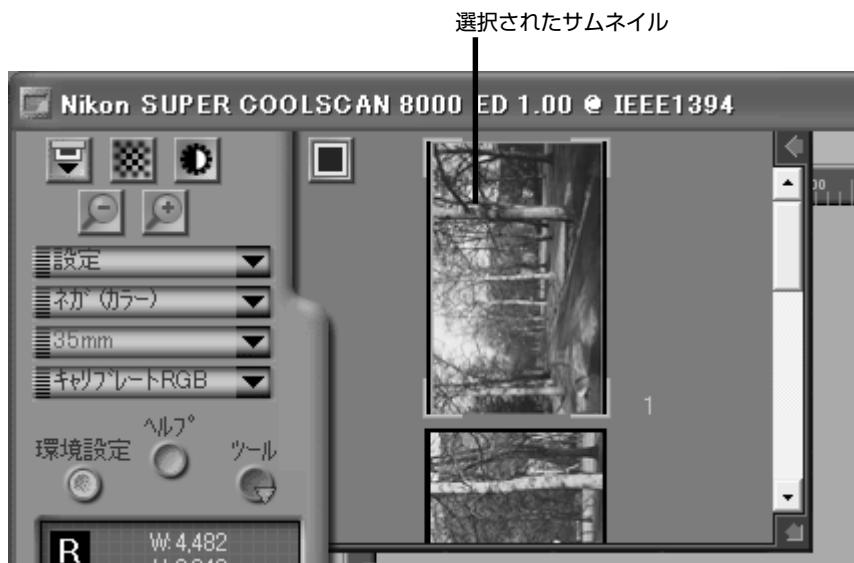 選択されたサムネイル
Nikon SUPER COOLSCAN 8000 ED 1.00 @ IEEE1394
設定
ネガ (カラー)
35mm
キャリブレートRGB
ヘルプ
環境設定
ツール
1
R
W: 4,482